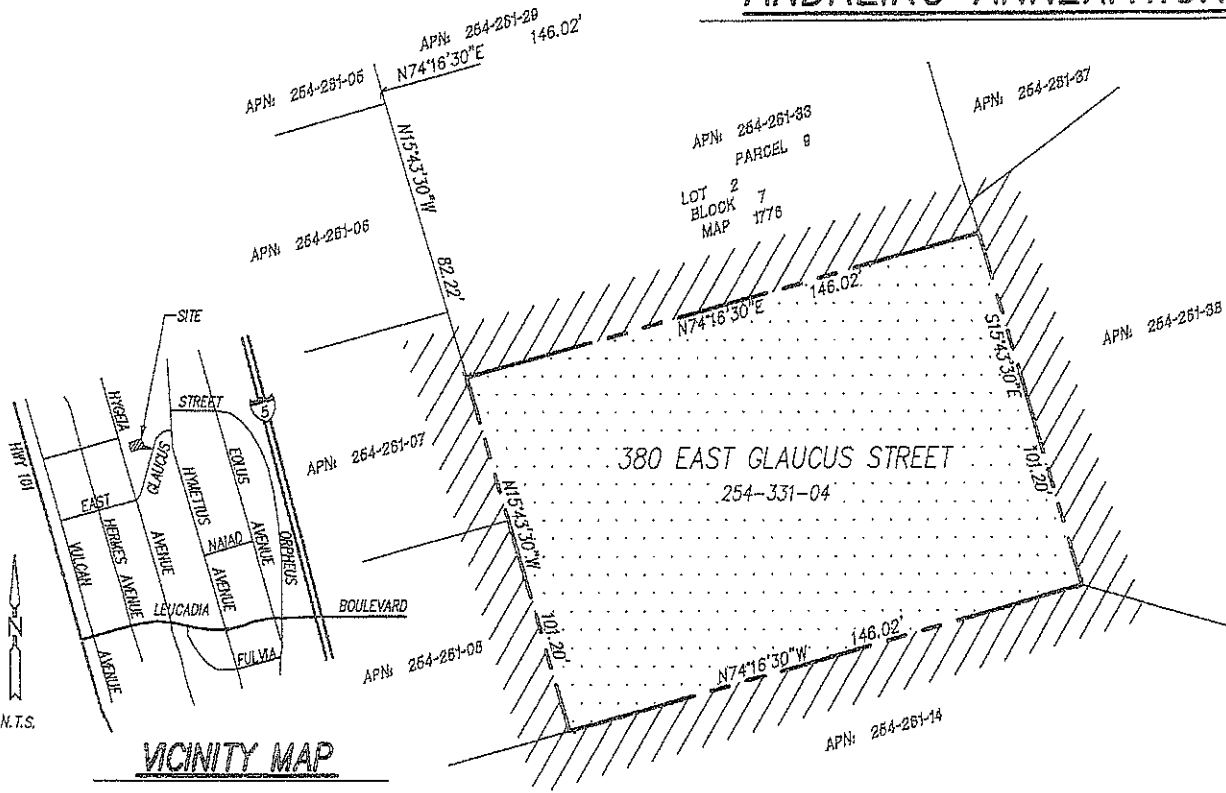 APN: 254-261-29
N74°16'30"E 146.02'
APN: 254-261-05
N15°43'30"W
82.22'
APN: 254-261-06
APN: 254-261-33
PARCEL 9
LOT 2
BLOCK 7
MAP 1776
APN: 254-261-37
APN: 254-261-38
N74°16'30"E
146.02'
S15°43'30"E
101.20'
380 EAST GLAUCUS STREET
254-331-04
APN: 254-261-07
N15°43'30"W
101.20'
APN: 254-261-08
N74°16'30"W
146.02'
APN: 254-261-14
SITE
HYGEIA
STREET
5
HWY 101
GLAUCUS
EOLUS
EAST
HYMETTUS
AVENUE
ORPHEUS
HERMES AVENUE
AVENUE
NAIAD
VULCAN
AVENUE
LEUCADIA
BOULEVARD
FULVIA
AVENUE
N
N.T.S.
VICINITY MAP